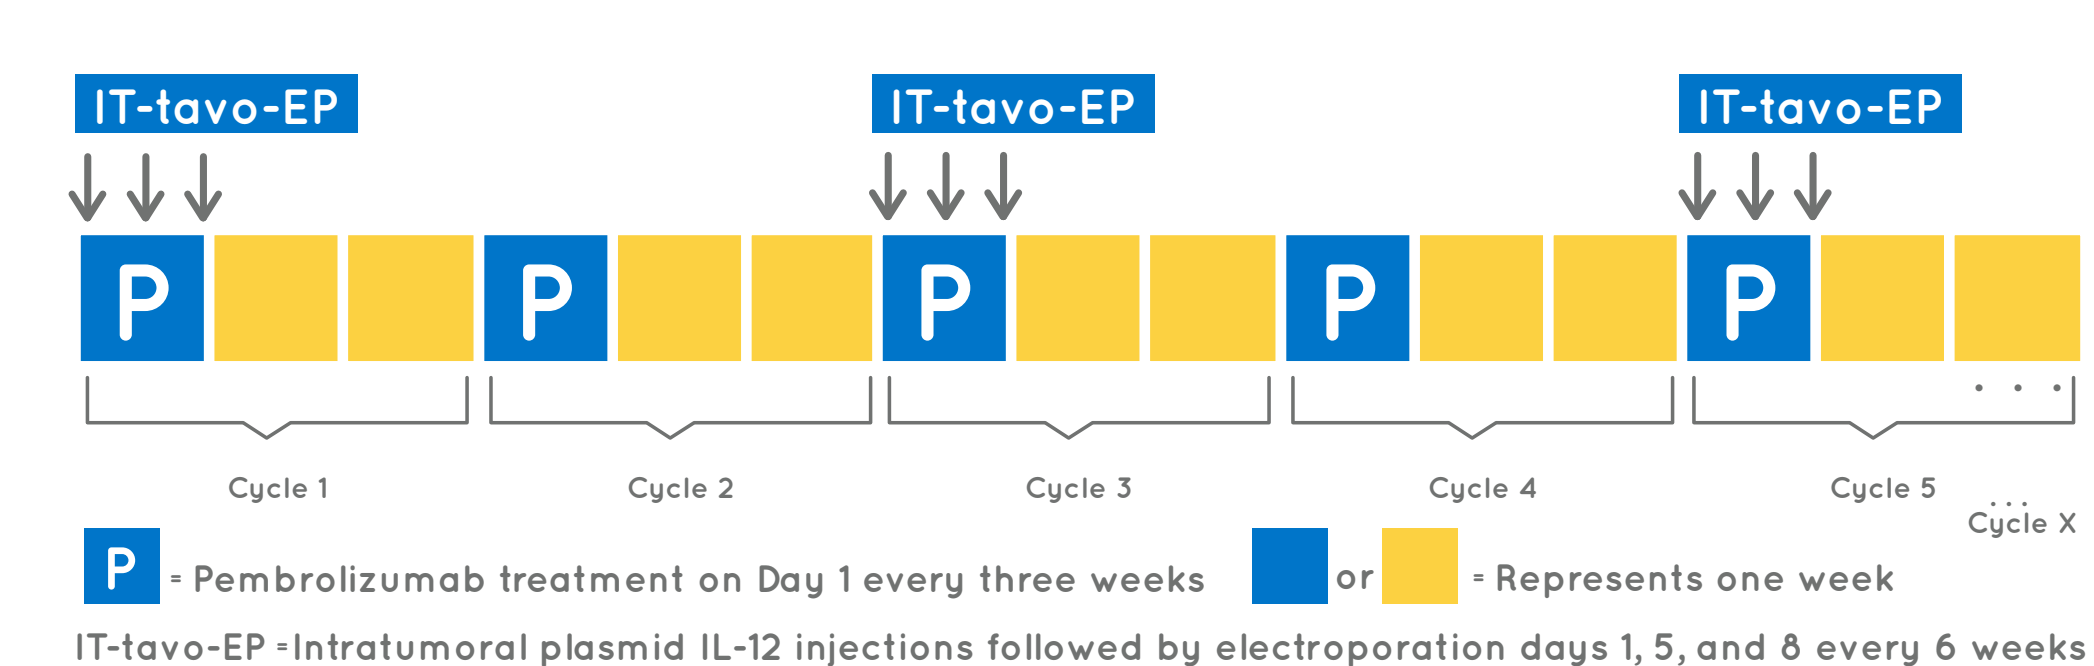 IT-tavo-EP IT-tavo-EP IT-tavo-EP
P P P P P
. . .
Cycle 1 Cycle 2 Cycle 3 Cycle 4 Cycle 5
...
Cycle X
P = Pembrolizumab treatment on Day 1 every three weeks or = Represents one week
IT-tavo-EP =Intratumoral plasmid IL-12 injections followed by electroporation days 1, 5, and 8 every 6 weeks